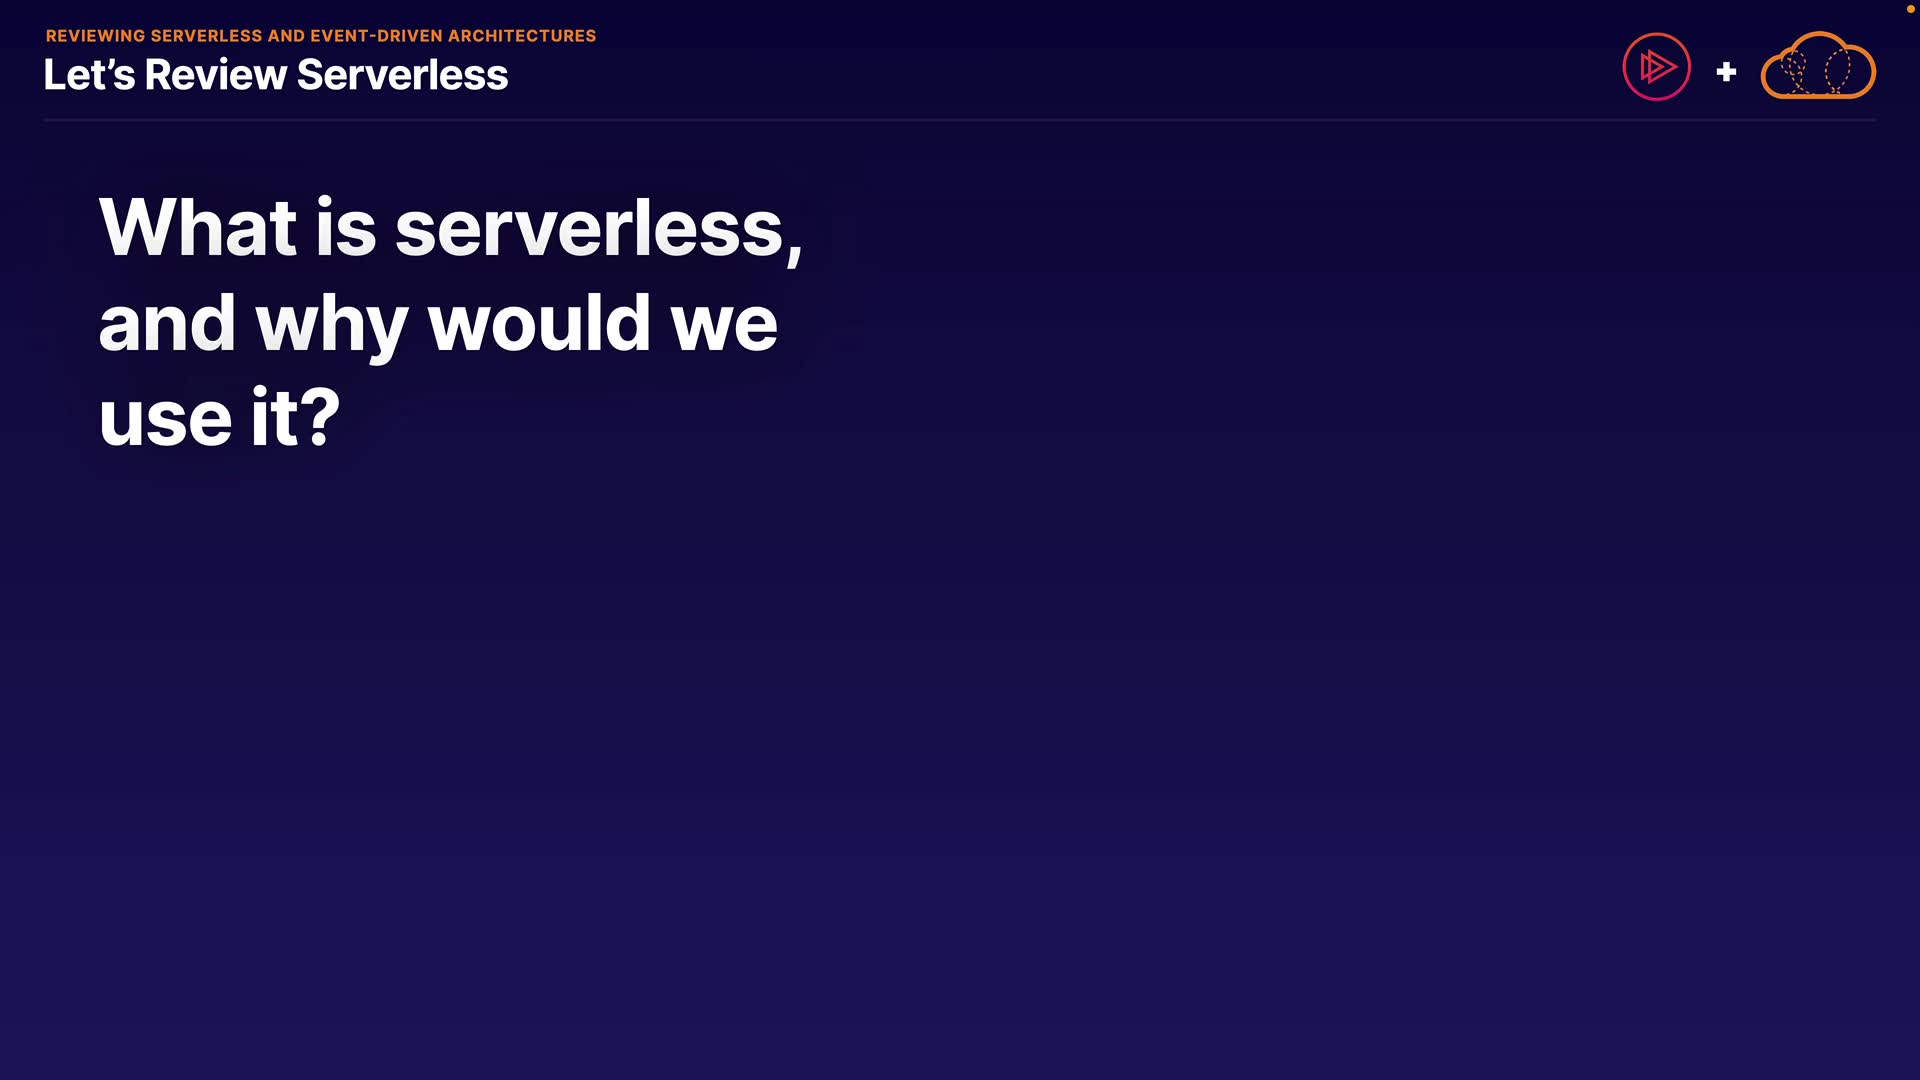 REVIEWING SERVERLESS AND EVENT-DRIVEN ARCHITECTURES
Let’s Review Serverless
What is serverless,
and why would we
use it?